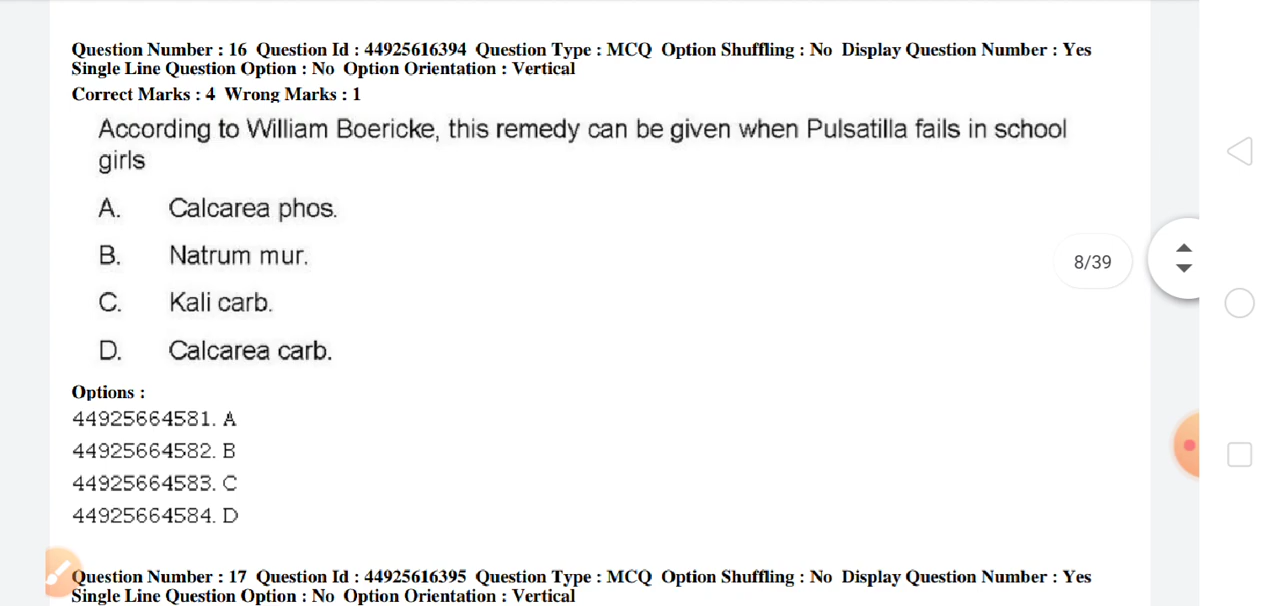 Question Number : 16 Question Id : 44925616394 Question Type : MCQ Option Shuffling : No Display Question Number : Yes
Single Line Question Option : No Option Orientation : Vertical
Correct Marks : 4 Wrong Marks : 1
According to William Boericke, this remedy can be given when Pulsatilla fails in school
girls
A. Calcarea phos.
B. Natrum mur.
8/39
C. Kali carb.
D. Calcarea carb.
Options :
44925664581. A
44925664582. B
44925664583. C
44925664584. D
Question Number : 17 Question Id : 44925616395 Question Type : MCQ Option Shuffling : No Display Question Number : Yes
Single Line Question Option : No Option Orientation : Vertical